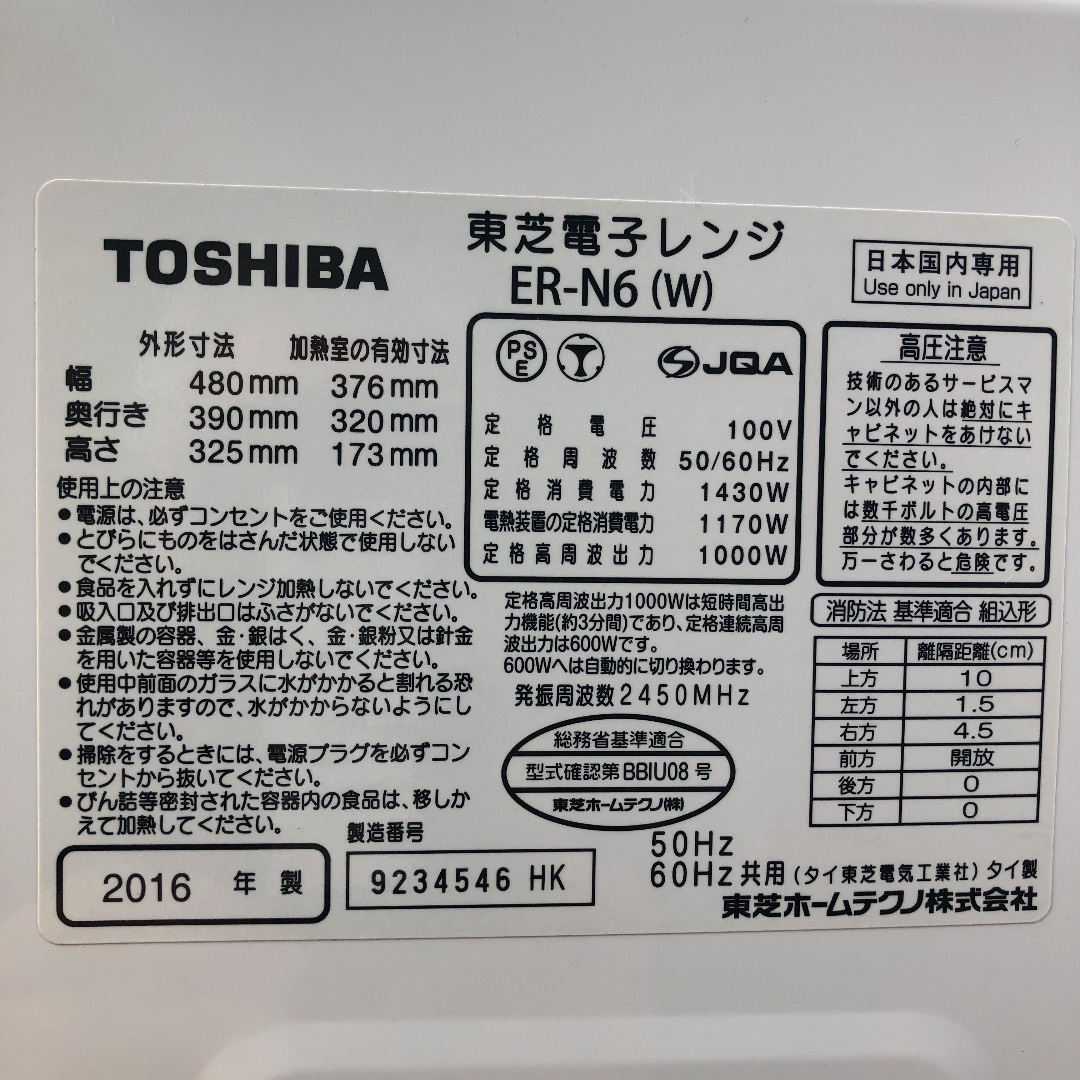 TOSHIBA
東芝電子レンジ
ER-N6 (W)
日本国内専用
Use only in Japan
外形寸法 加熱室の有効寸法
幅 480mm 376mm
奥行き 390mm 320mm
高さ 325mm 173mm
使用上の注意
●電源は、必ずコンセントをご使用ください。
●とびらにものをはさんだ状態で使用しない
でください。
●食品を入れずにレンジ加熱しないでください。
●吸入口及び排出口はふさがないでください。
●金属製の容器、金・銀はく、金・銀粉又は針金
を用いた容器等を使用しないでください。
●使用中前面のガラスに水がかかると割れる恐
れがありますので、水がかからないようにし
てください。
●掃除をするときには、電源プラグを必ずコン
セントから抜いてください。
●びん詰等密封された容器内の食品は、移しか
えて加熱してください。
PS
E
JQA
定格電圧 100V
定格周波数 50/60Hz
定格消費電力 1430W
電熱装置の定格消費電力 1170W
定格高周波出力 1000W
定格高周波出力1000Wは短時間高出
力機能(約3分間)であり、定格連続高周
波出力は600Wです。
600Wへは自動的に切り換わります。
発振周波数2450MHz
総務省基準適合
型式確認第BBIU08号
東芝ホームテクノ(株)
高圧注意
技術のあるサービスマ
ン以外の人は絶対にキ
ャビネットをあけない
でください。
キャビネットの内部に
は数千ボルトの高電圧
部分が数多くあります。
万一さわると危険です。
消防法 基準適合 組込形
場所 離隔距離(cm)
上方 10
左方 1.5
右方 4.5
前方 開放
後方 0
下方 0
2016 年製
製造番号
9234546 HK
50Hz
60Hz 共用 (タイ東芝電気工業社) タイ製
東芝ホームテクノ株式会社